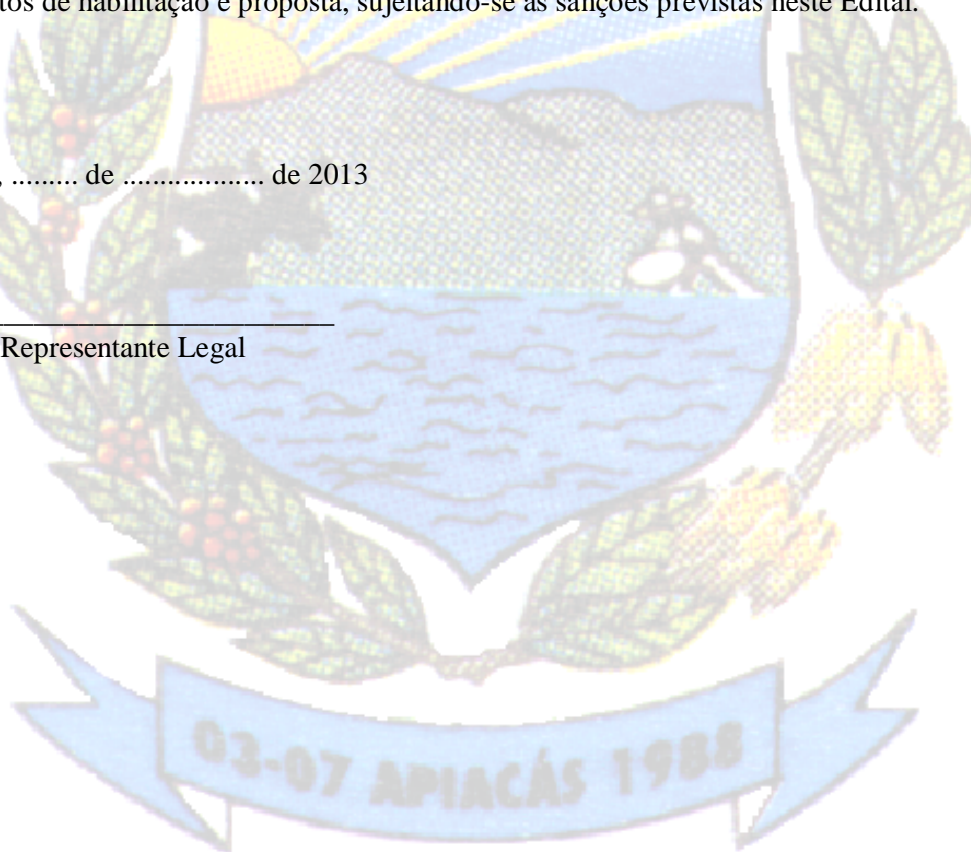 tos de habilitação e proposta, sujeitando-se às sanções previstas neste Edital.
, ......... de ................... de 2013
_______________________
Representante Legal
03-07 APIACÁS 1988